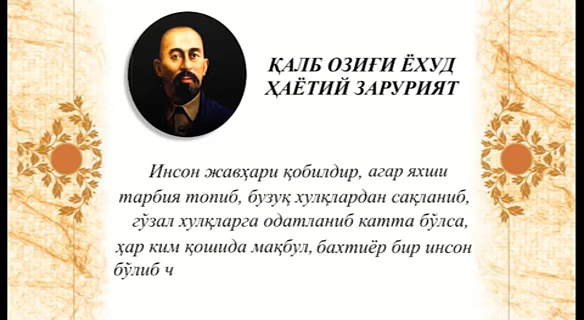 ҚАЛБ ОЗИҒИ ЁХУД
ҲАЁТИЙ ЗАРУРИЯТ
Инсон жавҳари қобилдир, агар яхши
тарбия топиб, бузуқ хулқлардан сақланиб,
гўзал хулқларга одатланиб катта бўлса,
ҳар ким қошида мақбул, бахтиёр бир инсон
бўлиб ч